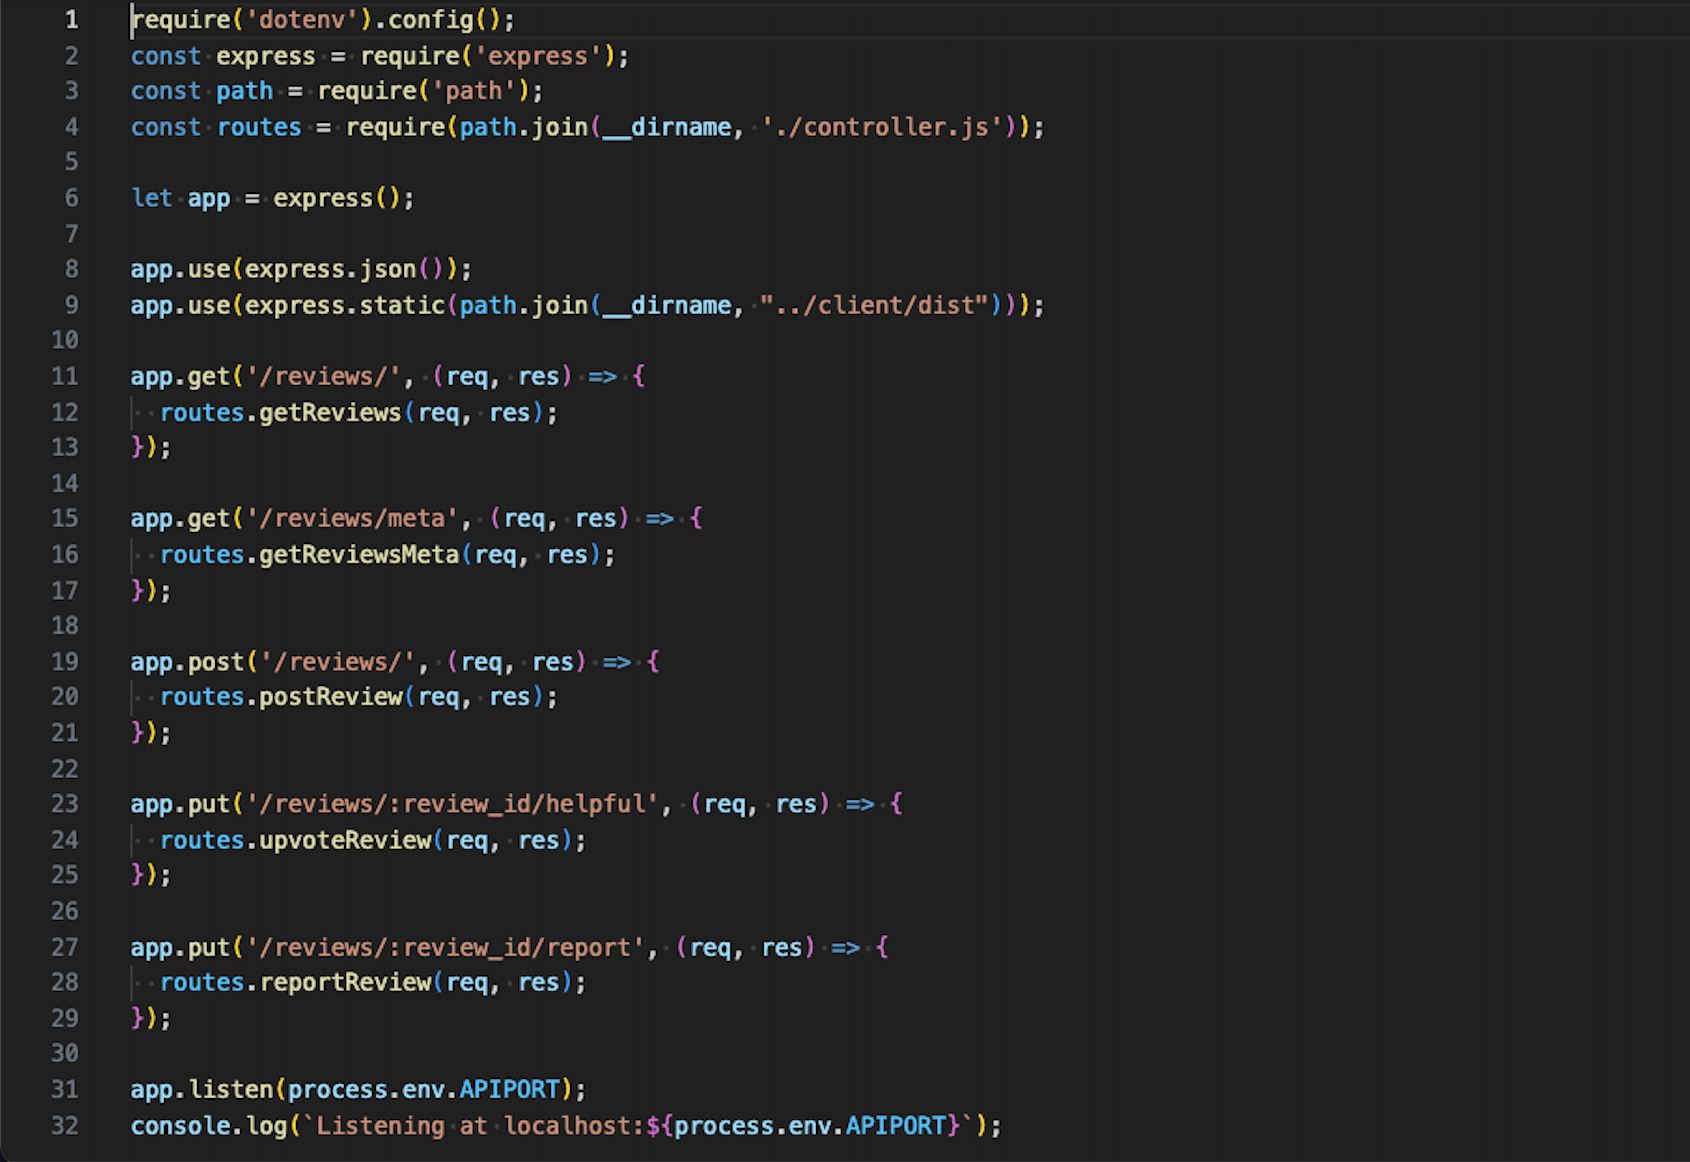 1 require('dotenv').config();
2 const express = require('express');
3 const path = require('path');
4 const routes = require(path.join(__dirname, './controller.js'));
5
6 let app = express();
7
8 app.use(express.json());
9 app.use(express.static(path.join(__dirname, "../client/dist")));
10
11 app.get('/reviews/', (req, res) => {
12   routes.getReviews(req, res);
13 });
14
15 app.get('/reviews/meta', (req, res) => {
16   routes.getReviewsMeta(req, res);
17 });
18
19 app.post('/reviews/', (req, res) => {
20   routes.postReview(req, res);
21 });
22
23 app.put('/reviews/:review_id/helpful', (req, res) => {
24   routes.upvoteReview(req, res);
25 });
26
27 app.put('/reviews/:review_id/report', (req, res) => {
28   routes.reportReview(req, res);
29 });
30
31 app.listen(process.env.APIPORT);
32 console.log(`Listening at localhost:${process.env.APIPORT}`);